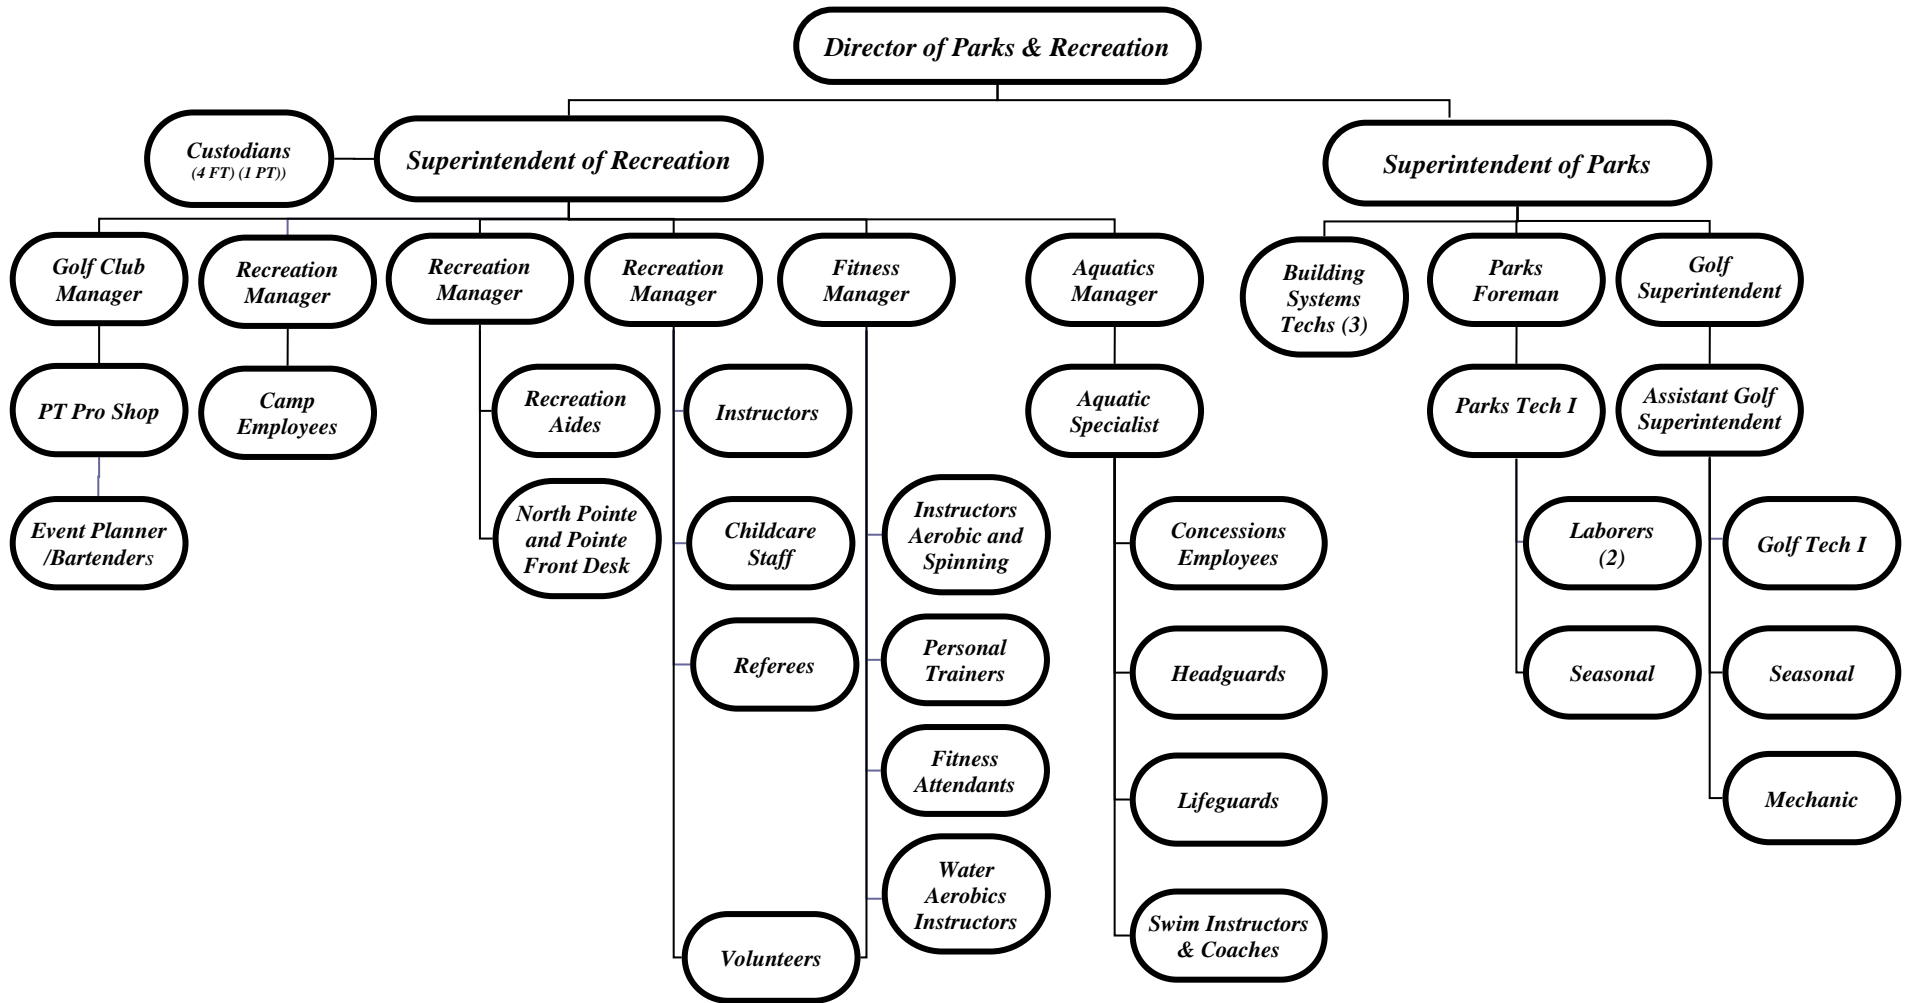 Director of Parks & Recreation
Custodians
(4 FT) (1 PT))
Superintendent of Recreation
Superintendent of Parks
Golf Club
Manager
Recreation
Manager
Recreation
Manager
Recreation
Manager
Fitness
Manager
Aquatics
Manager
Building
Systems
Techs (3)
Parks
Foreman
Golf
Superintendent
PT Pro Shop
Camp
Employees
Recreation
Aides
Instructors
Aquatic
Specialist
Parks Tech I
Assistant Golf
Superintendent
Event Planner
/Bartenders
North Pointe
and Pointe
Front Desk
Childcare
Staff
Instructors
Aerobic and
Spinning
Concessions
Employees
Laborers
(2)
Golf Tech I
Referees
Personal
Trainers
Headguards
Seasonal
Seasonal
Fitness
Attendants
Lifeguards
Mechanic
Water
Aerobics
Instructors
Volunteers
Swim Instructors
& Coaches